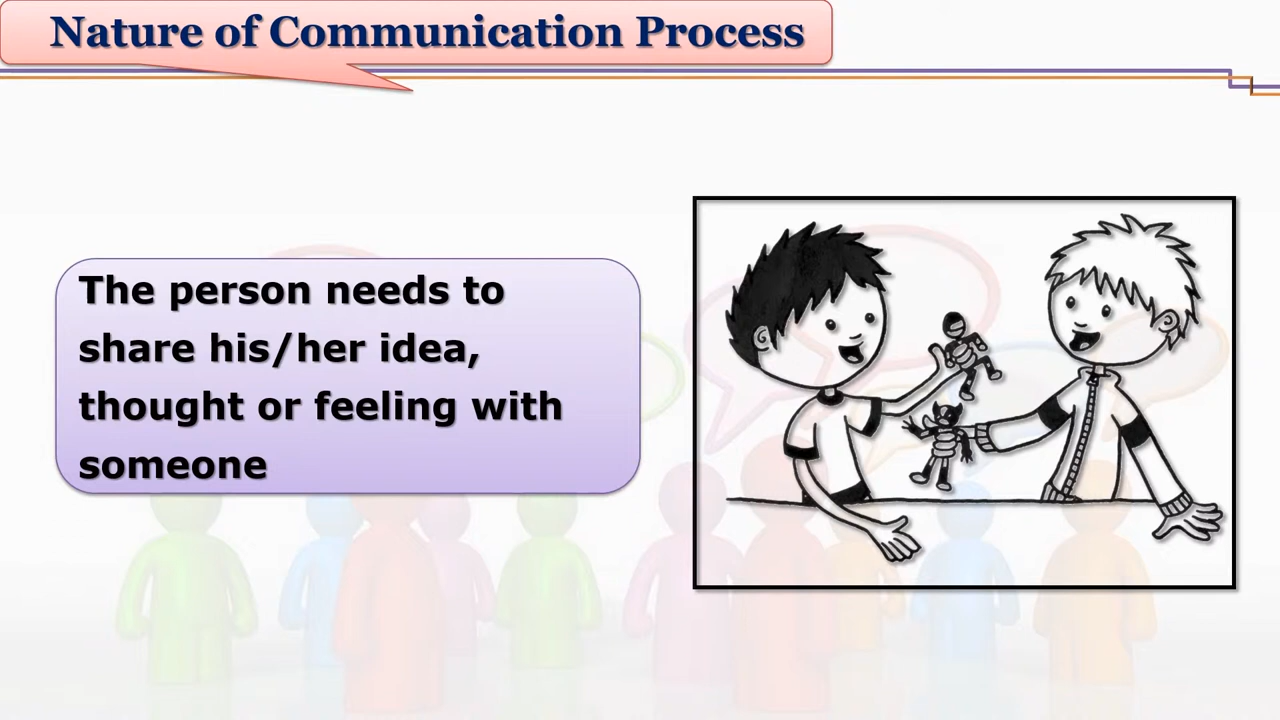 Nature of Communication Process
The person needs to
share his/her idea,
thought or feeling with
someone